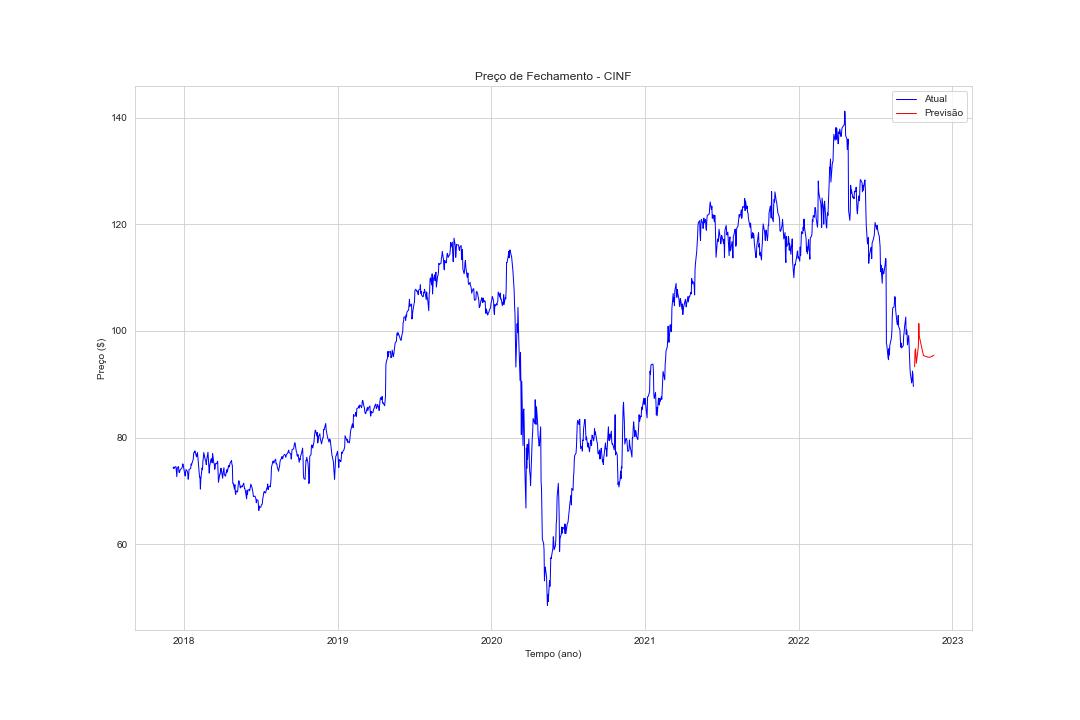 Preço de Fechamento - CINF
Atual
Previsão
140
120
100
80
60
Preço ($)
2018 2019 2020 2021 2022 2023
Tempo (ano)